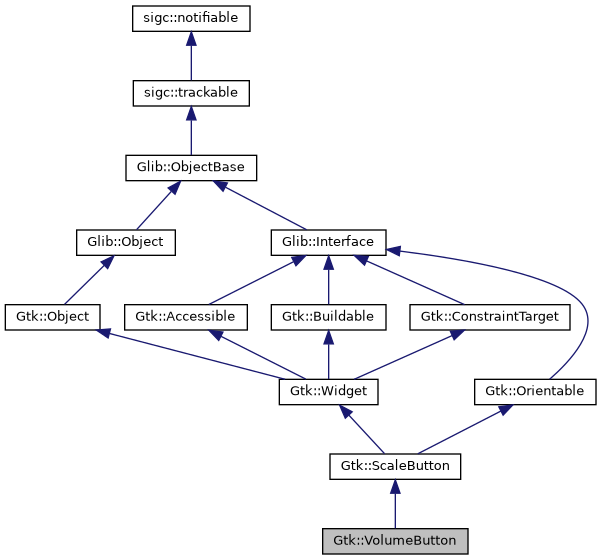 sigc::notifiable
sigc::trackable
Glib::ObjectBase
Glib::Object
Glib::Interface
Gtk::Object
Gtk::Accessible
Gtk::Buildable
Gtk::ConstraintTarget
Gtk::Widget
Gtk::Orientable
Gtk::ScaleButton
Gtk::VolumeButton